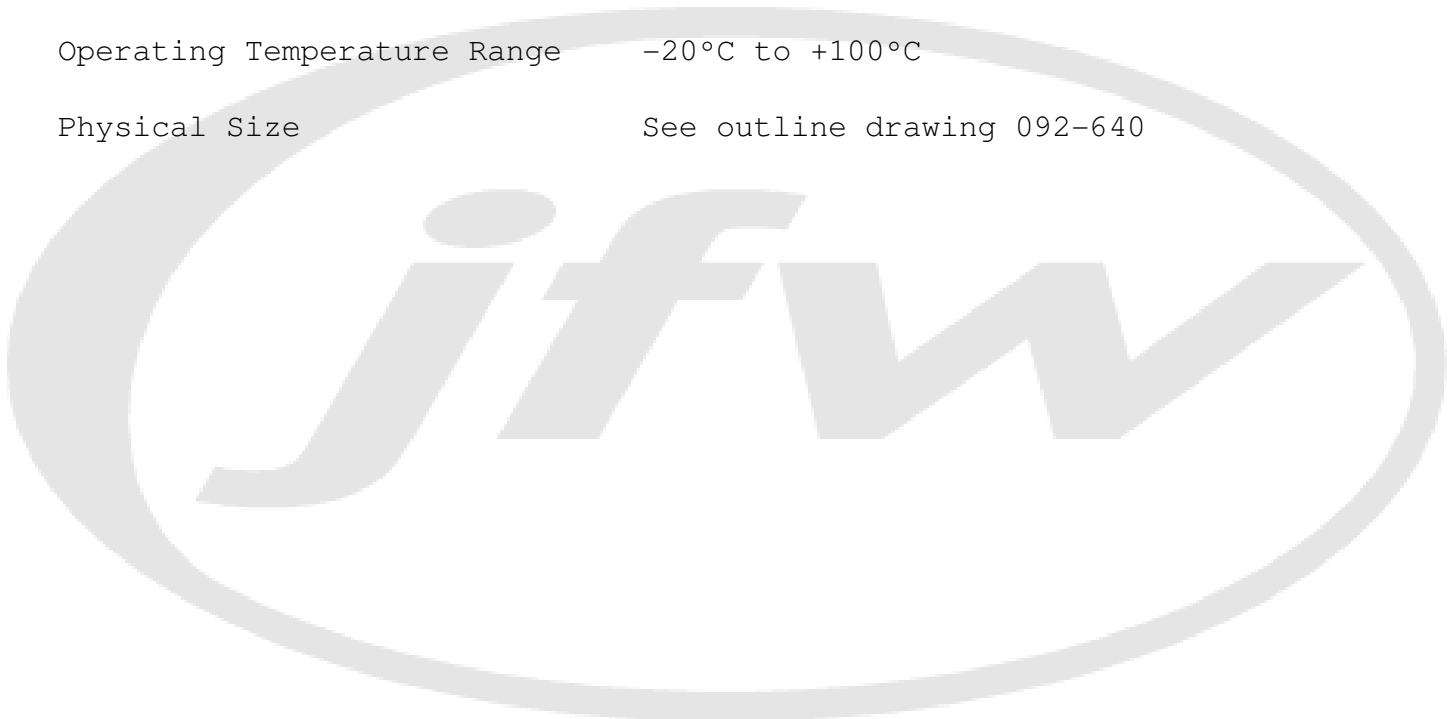 Operating Temperature Range -20°C to +100°C
Physical Size See outline drawing 092-640
jfw